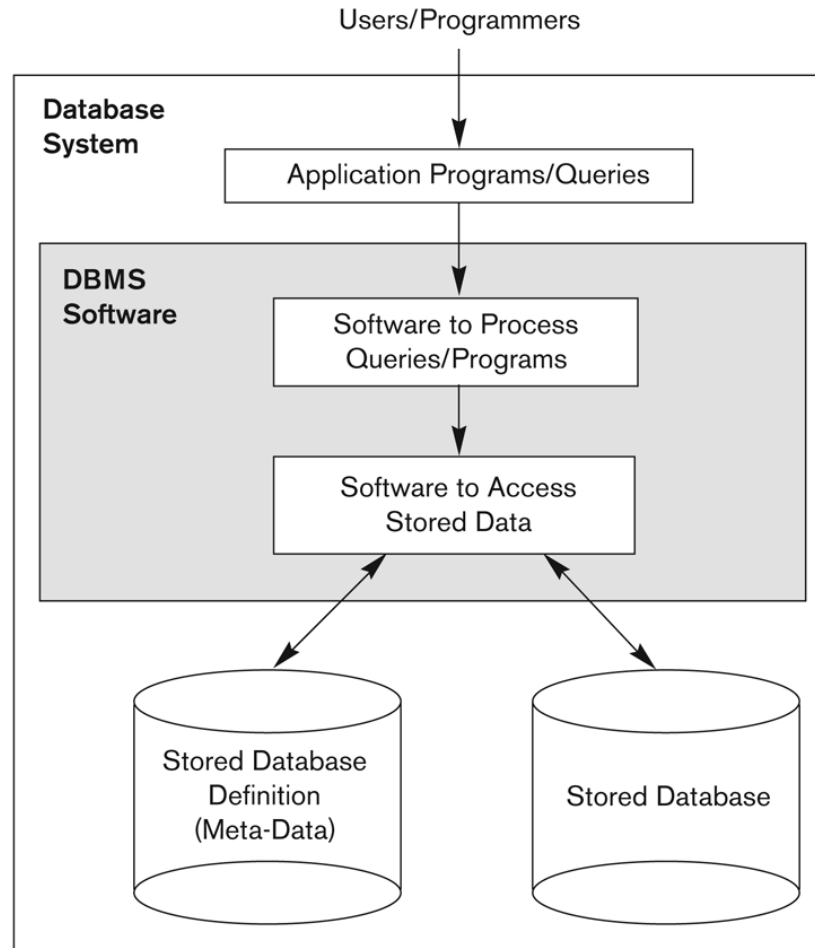 Users/Programmers
Database
System
Application Programs/Queries
DBMS
Software
Software to Process
Queries/Programs
Software to Access
Stored Data
Stored Database
Definition
(Meta-Data)
Stored Database